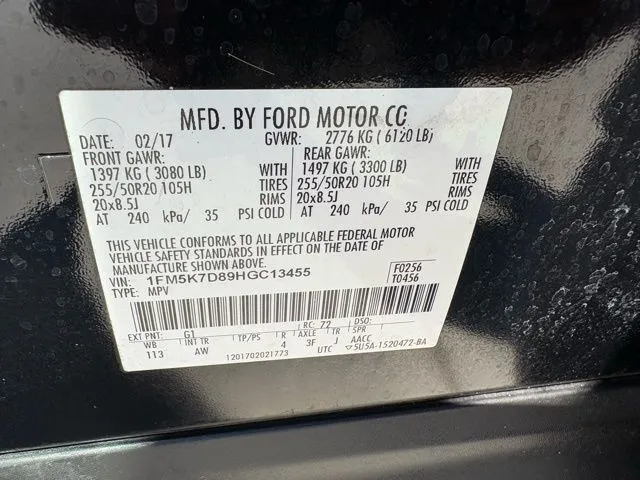 MFD. BY FORD MOTOR CO.
DATE: 02/17 GVWR: 2776 KG ( 6120 LB)
FRONT GAWR: REAR GAWR:
1397 KG ( 3080 LB) WITH 1497 KG ( 3300 LB) WITH
255/50R20 105H TIRES 255/50R20 105H TIRES
20x8.5J RIMS 20x8.5J RIMS
AT 240 kPa/ 35 PSI COLD AT 240 kPa/ 35 PSI COLD
THIS VEHICLE CONFORMS TO ALL APPLICABLE FEDERAL MOTOR
VEHICLE SAFETY STANDARDS IN EFFECT ON THE DATE OF
MANUFACTURE SHOWN ABOVE.
VIN: 1FM5K7D89HGC13455 F0256
TYPE: MPV T0456
EXT PNT: G1 RC: 72 DSO:
WB INT TR TP/PS R AXLE TR SPR
113 AW 4 3F J AACC
1201702021773 UTC ▽5U5A-1520472-BA